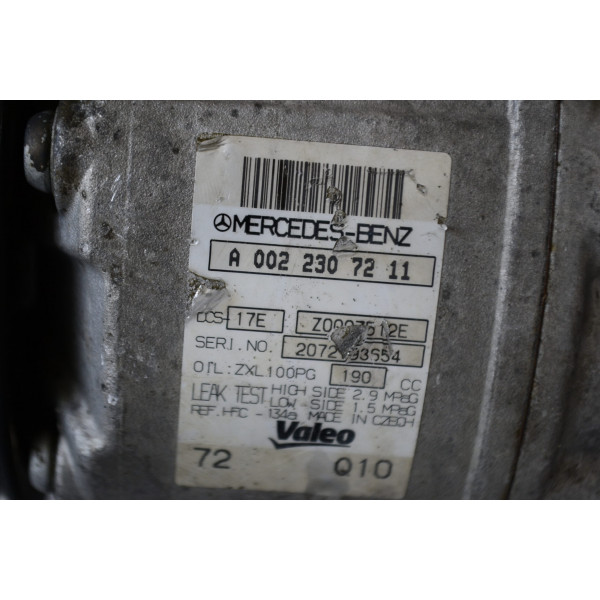 MERCEDES-BENZ
A 002 230 72 11
DCS-17E
SERI.NO.
OIL:ZXL100PG 190 CC
LEAK TEST HIGH SIDE 2.9 MPaG
LOW-SIDE 1.5 MPaG
REF.HFC-134a MADE IN CZECH
Valeo
72 Q10